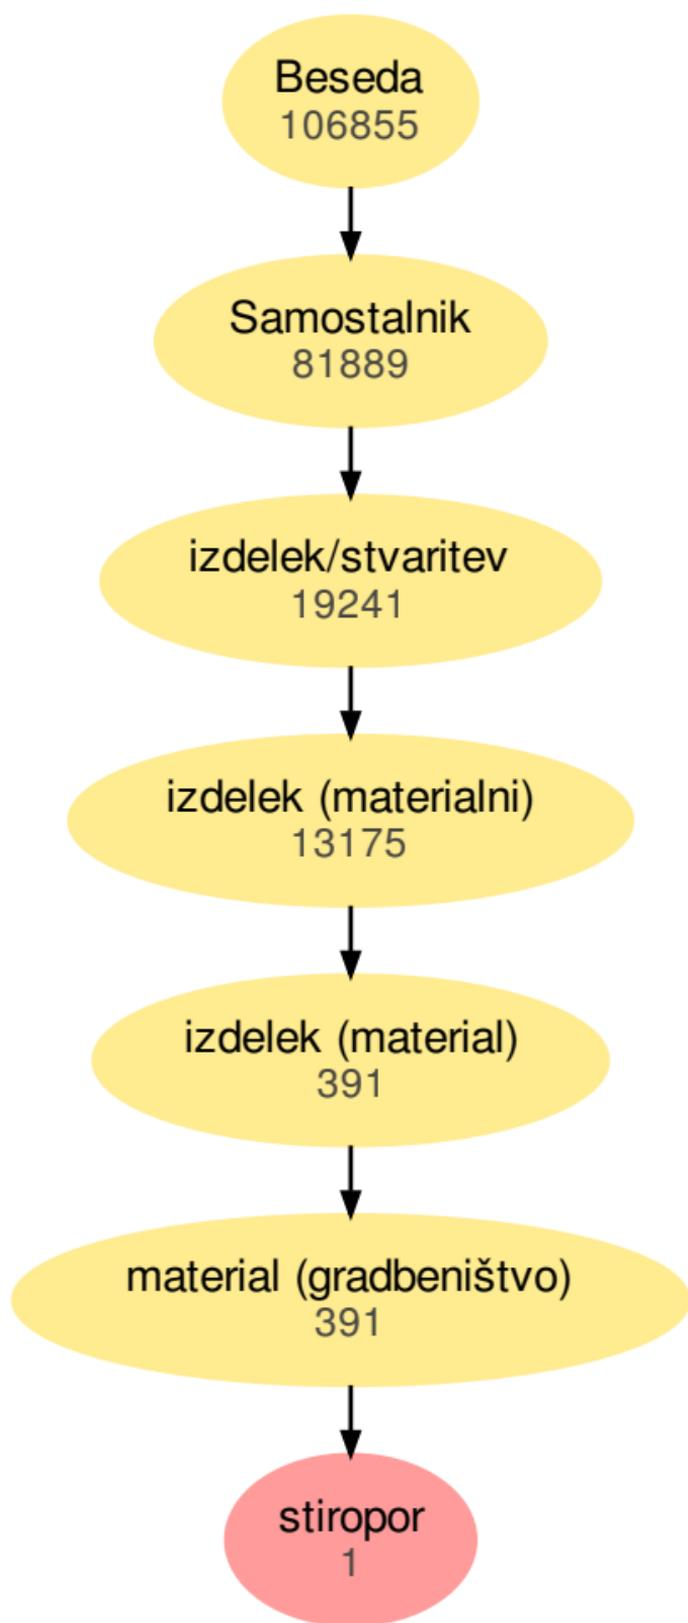 Beseda
106855
Samostalnik
81889
izdelek/stvaritev
19241
izdelek (materialni)
13175
izdelek (material)
391
material (gradbeništvo)
391
stiropor
1